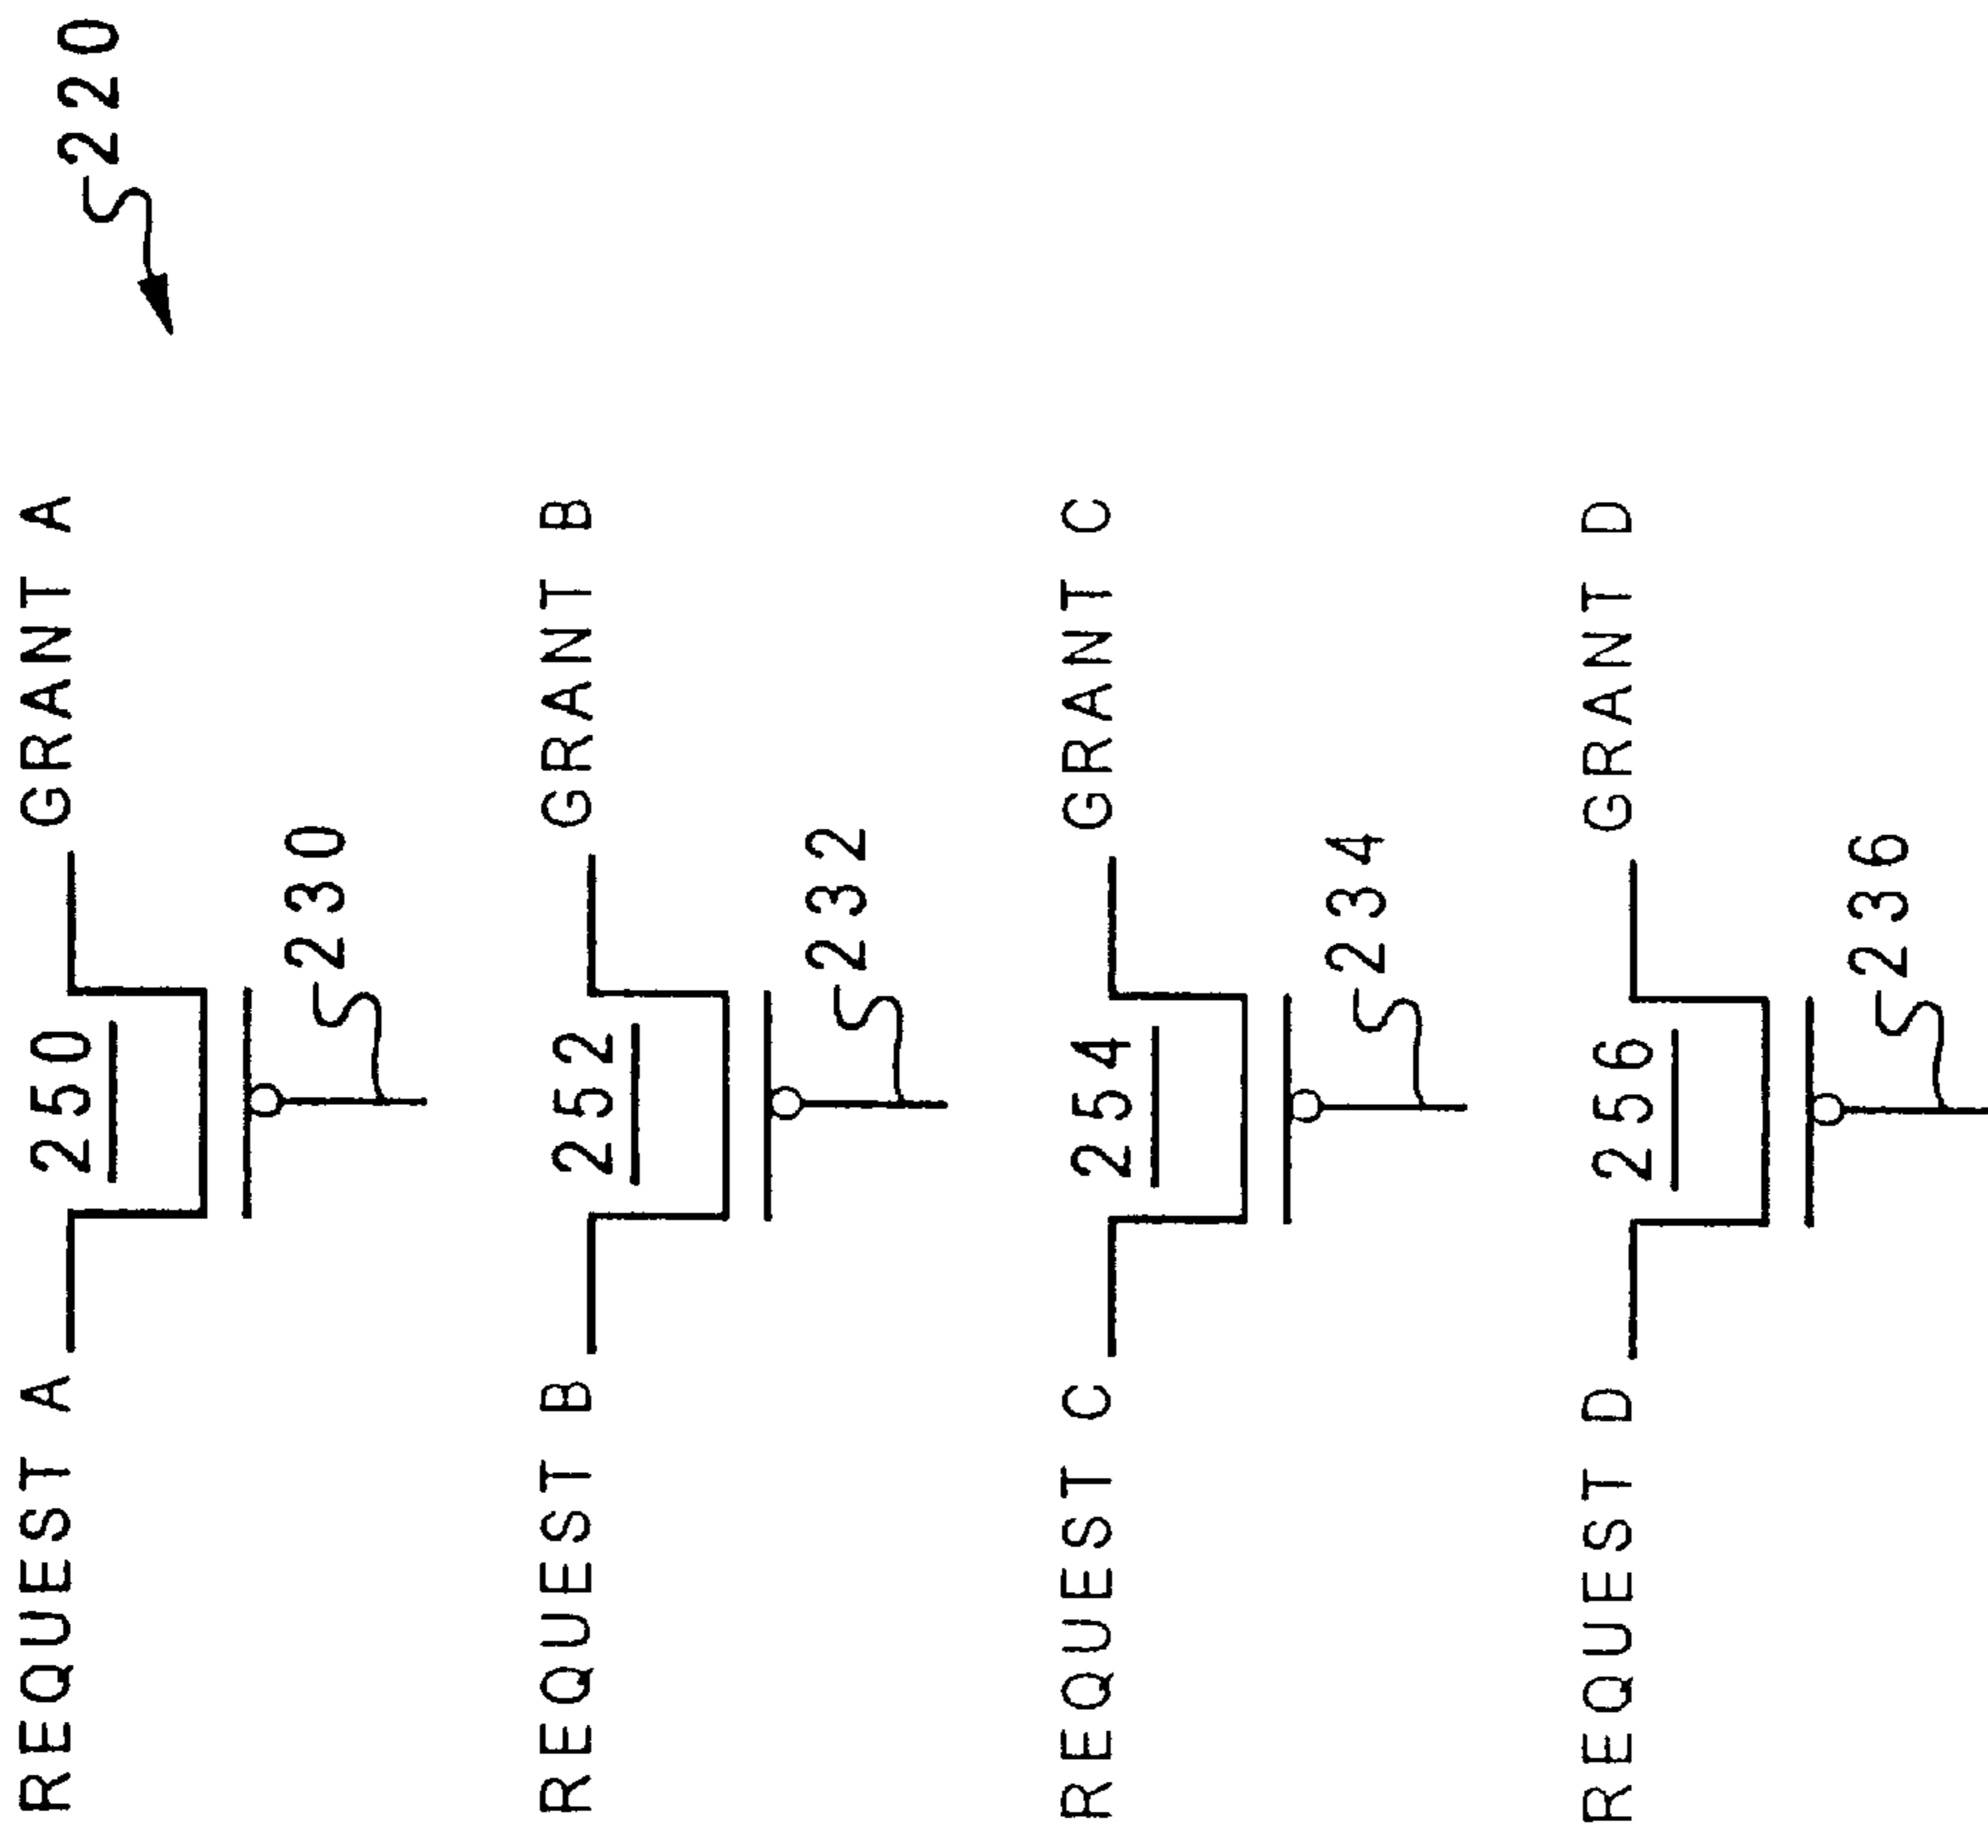 220
REQUEST A
250
GRANT A
230
REQUEST B
252
GRANT B
232
REQUEST C
254
GRANT C
234
REQUEST D
256
GRANT D
236